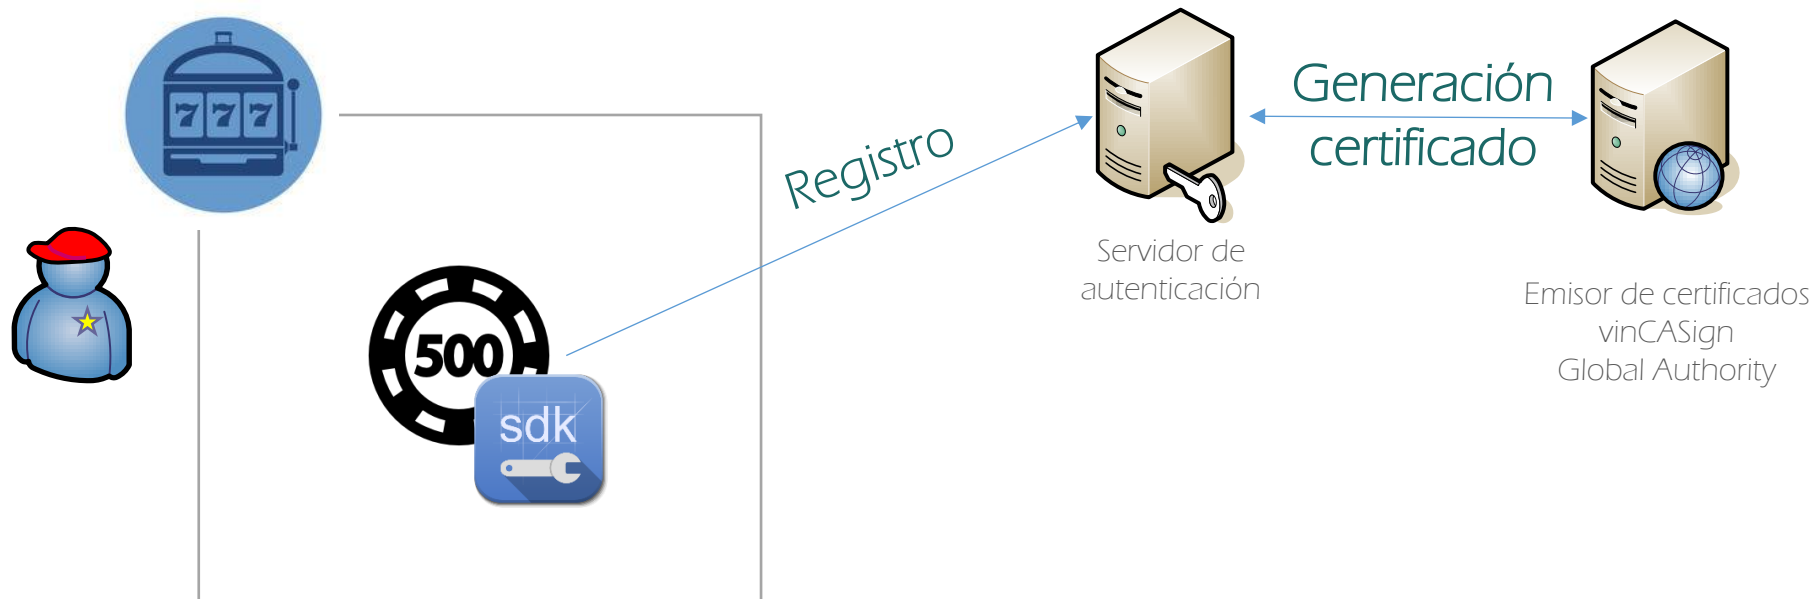 777
Registro
Generación
certificado
500
sdk
Servidor de
autenticación
Emisor de certificados
vinCASign
Global Authority